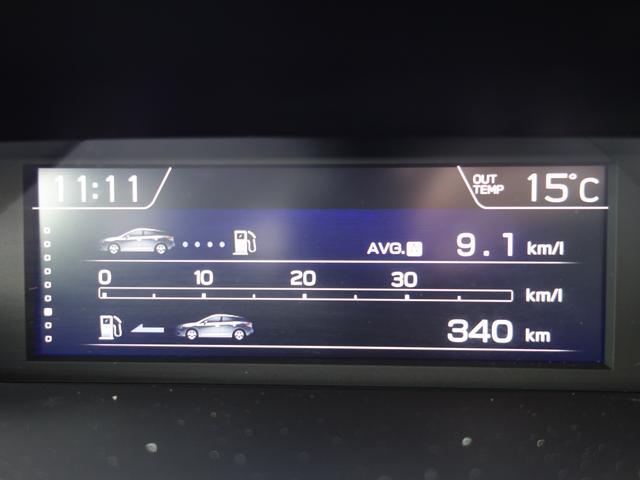 11:11
OUT TEMP 15°C
AVG. A 9.1 km/l
0 10 20 30
km/l
340 km